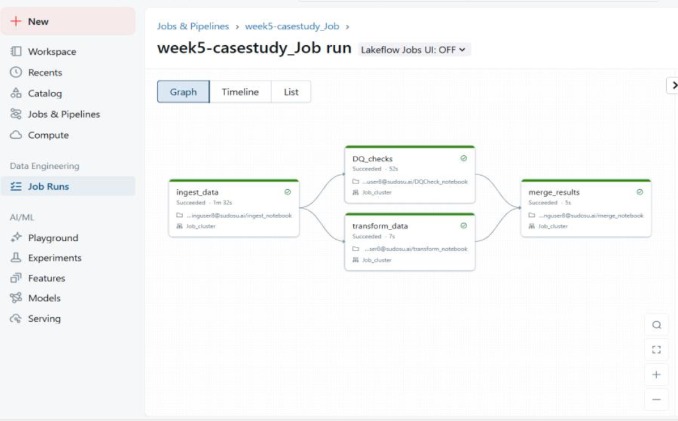 New
Workspace
Recents
Catalog
Jobs & Pipelines
Compute
Data Engineering
Job Runs
AI/ML
Playground
Experiments
Features
Models
Serving
Jobs & Pipelines › week5-casestudy_Job ›
week5-casestudy_Job run Lakeflow Jobs UI: OFF
Graph Timeline List
ingest_data
Succeeded · 1m 32s
...inguser8@sudosu.ai/ingest_notebook
Job_cluster
DQ_checks
Succeeded · 32s
...user8@sudosu.ai/DQCheck_notebook
Job_cluster
transform_data
Succeeded · 7s
...ser8@sudosu.ai/transform_notebook
Job_cluster
merge_results
Succeeded · 5s
...nguser8@sudosu.ai/merge_notebook
Job_cluster